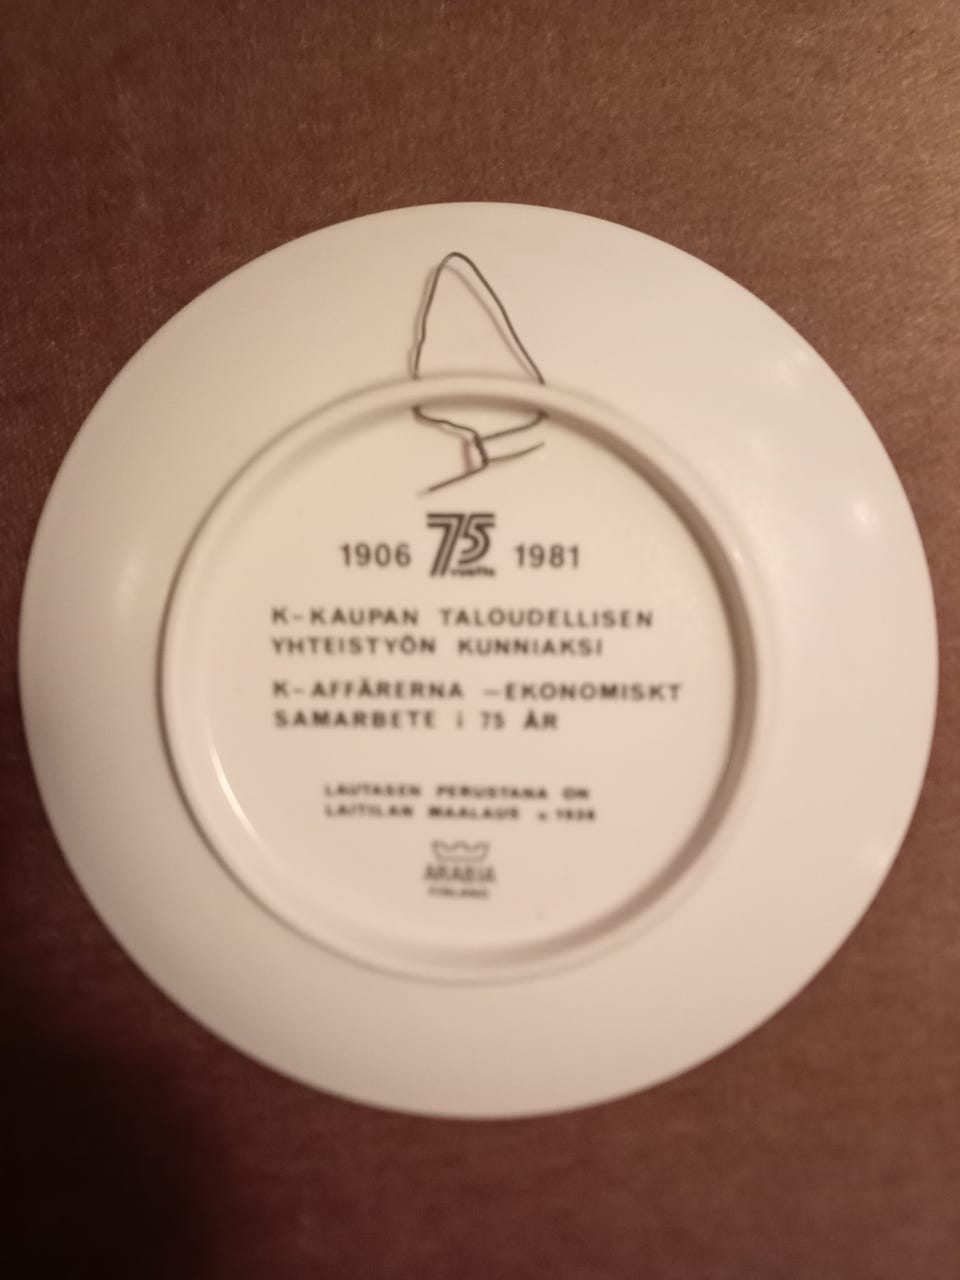 1906 75 vuotta 1981
K-KAUPAN TALOUDELLISEN
YHTEISTYÖN KUNNIAKSI
K-AFFÄRERNA -EKONOMISKT
SAMARBETE i 75 ÅR
LAUTASEN PERUSTANA ON
LAITILAN MAALAUS v.
ARABIA
FINLAND